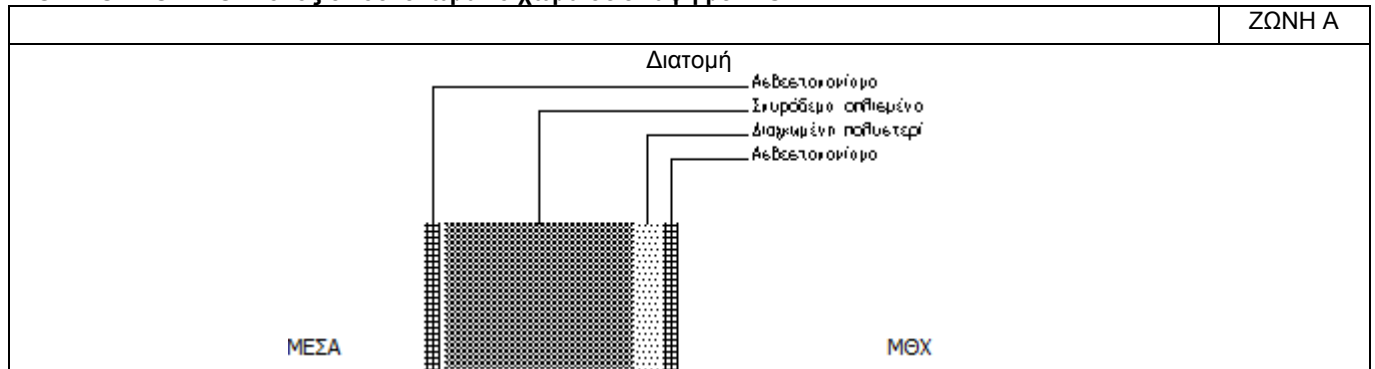 ΖΩΝΗ Α
Διατομή
Ασβεστοκονίαμα
Σκυρόδεμα οπλισμένο
Διογκωμένη πολυστερί
Ασβεστοκονίαμα
ΜΕΣΑ
ΜΘΧ